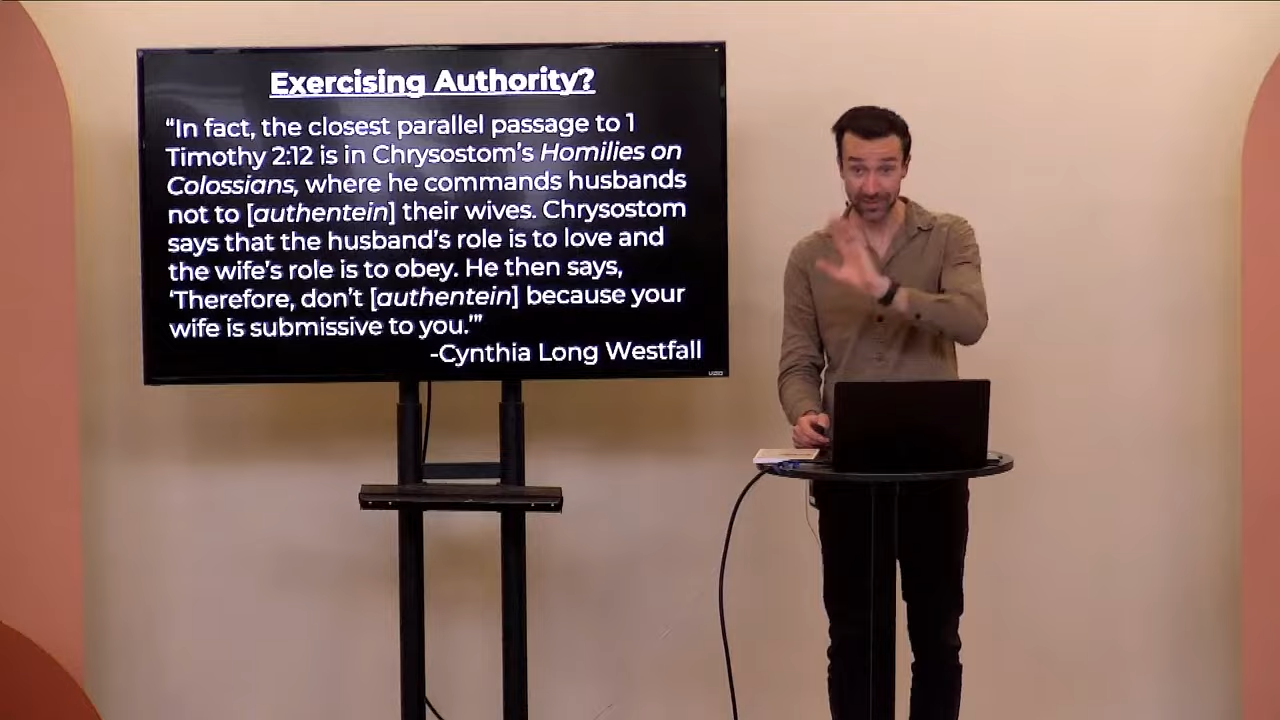 Exercising Authority?
“In fact, the closest parallel passage to 1
Timothy 2:12 is in Chrysostom’s Homilies on
Colossians, where he commands husbands
not to [authentein] their wives. Chrysostom
says that the husband’s role is to love and
the wife’s role is to obey. He then says,
‘Therefore, don’t [authentein] because your
wife is submissive to you.’”
-Cynthia Long Westfall
VIZIO